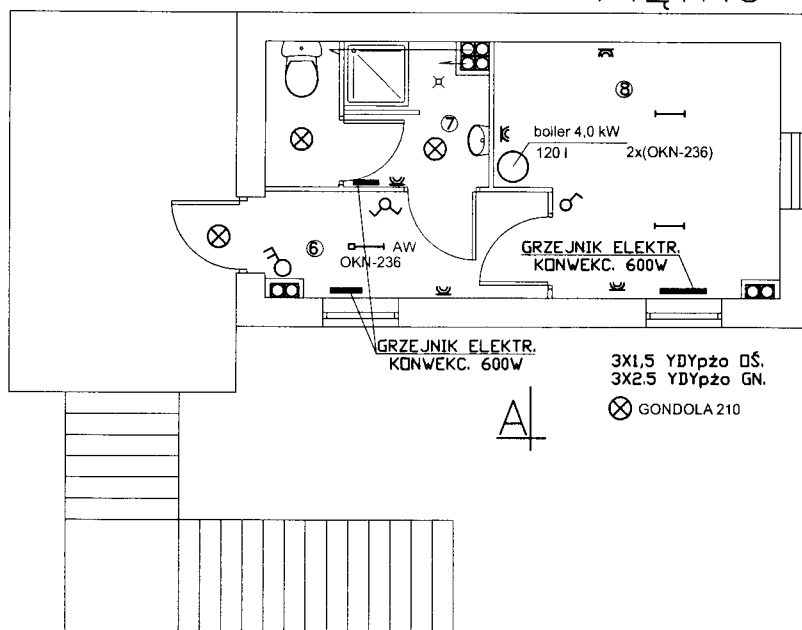 8
7
boiler 4,0 kW
120 l
2x(OKN-236)
6
AW
OKN-236
GRZEJNIK ELEKTR.
KONWEKC. 600W
GRZEJNIK ELEKTR.
KONWEKC. 600W
3X1,5 YDYpżo OŚ.
3X2.5 YDYpżo GN.
GONDOLA 210
A